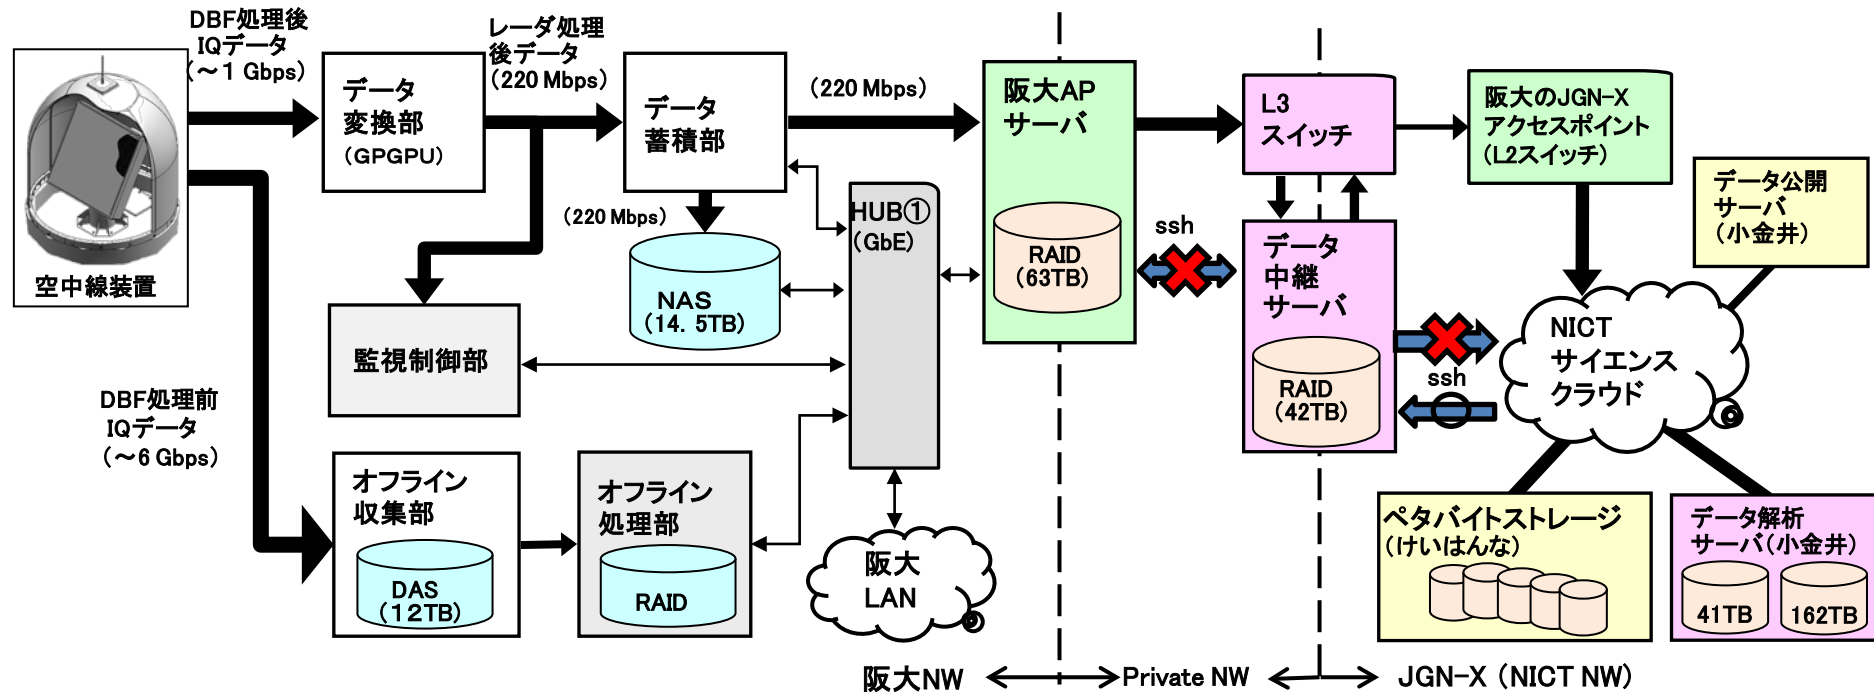 DBF処理後
IQデータ
(～1 Gbps)
空中線装置
DBF処理前
IQデータ
(～6 Gbps)
データ
変換部
(GPGPU)
レーダ処理
後データ
(220 Mbps)
データ
蓄積部
(220 Mbps)
(220 Mbps)
NAS
(14.5TB)
監視制御部
オフライン
収集部
DAS
(12TB)
オフライン
処理部
RAID
HUB①
(GbE)
阪大
LAN
阪大AP
サーバ
RAID
(63TB)
ssh
L3
スイッチ
データ
中継
サーバ
RAID
(42TB)
ssh
阪大のJGN-X
アクセスポイント
(L2スイッチ)
データ公開
サーバ
(小金井)
NICT
サイエンス
クラウド
ペタバイトストレージ
(けいはんな)
データ解析
サーバ(小金井)
41TB
162TB
阪大NW
Private NW
JGN-X (NICT NW)